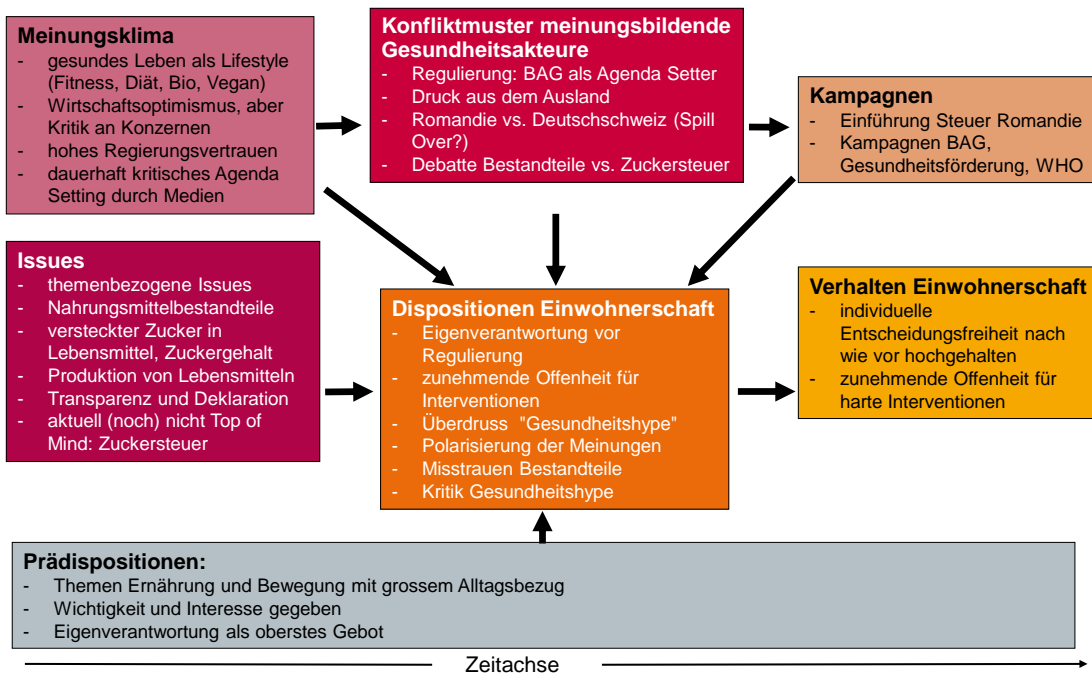 Meinungsklima
- gesundes Leben als Lifestyle
(Fitness, Diät, Bio, Vegan)
- Wirtschaftsoptimismus, aber
Kritik an Konzernen
- hohes Regierungsvertrauen
- dauerhaft kritisches Agenda
Setting durch Medien
Konfliktmuster meinungsbildende
Gesundheitsakteure
- Regulierung: BAG als Agenda Setter
- Druck aus dem Ausland
- Romandie vs. Deutschschweiz (Spill
Over?)
- Debatte Bestandteile vs. Zuckersteuer
Kampagnen
- Einführung Steuer Romandie
- Kampagnen BAG,
Gesundheitsförderung, WHO
Issues
- themenbezogene Issues
- Nahrungsmittelbestandteile
- versteckter Zucker in
Lebensmittel, Zuckergehalt
- Produktion von Lebensmitteln
- Transparenz und Deklaration
- aktuell (noch) nicht Top of
Mind: Zuckersteuer
Dispositionen Einwohnerschaft
- Eigenverantwortung vor
Regulierung
- zunehmende Offenheit für
Interventionen
- Überdruss "Gesundheitshype"
- Polarisierung der Meinungen
- Misstrauen Bestandteile
- Kritik Gesundheitshype
Verhalten Einwohnerschaft
- individuelle
Entscheidungsfreiheit nach
wie vor hochgehalten
- zunehmende Offenheit für
harte Interventionen
Prädispositionen:
- Themen Ernährung und Bewegung mit grossem Alltagsbezug
- Wichtigkeit und Interesse gegeben
- Eigenverantwortung als oberstes Gebot
Zeitachse